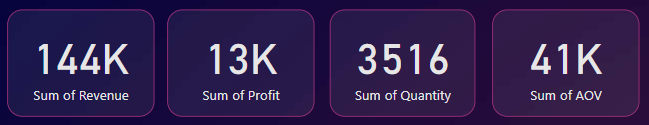 144K
Sum of Revenue
13K
Sum of Profit
3516
Sum of Quantity
41K
Sum of AOV